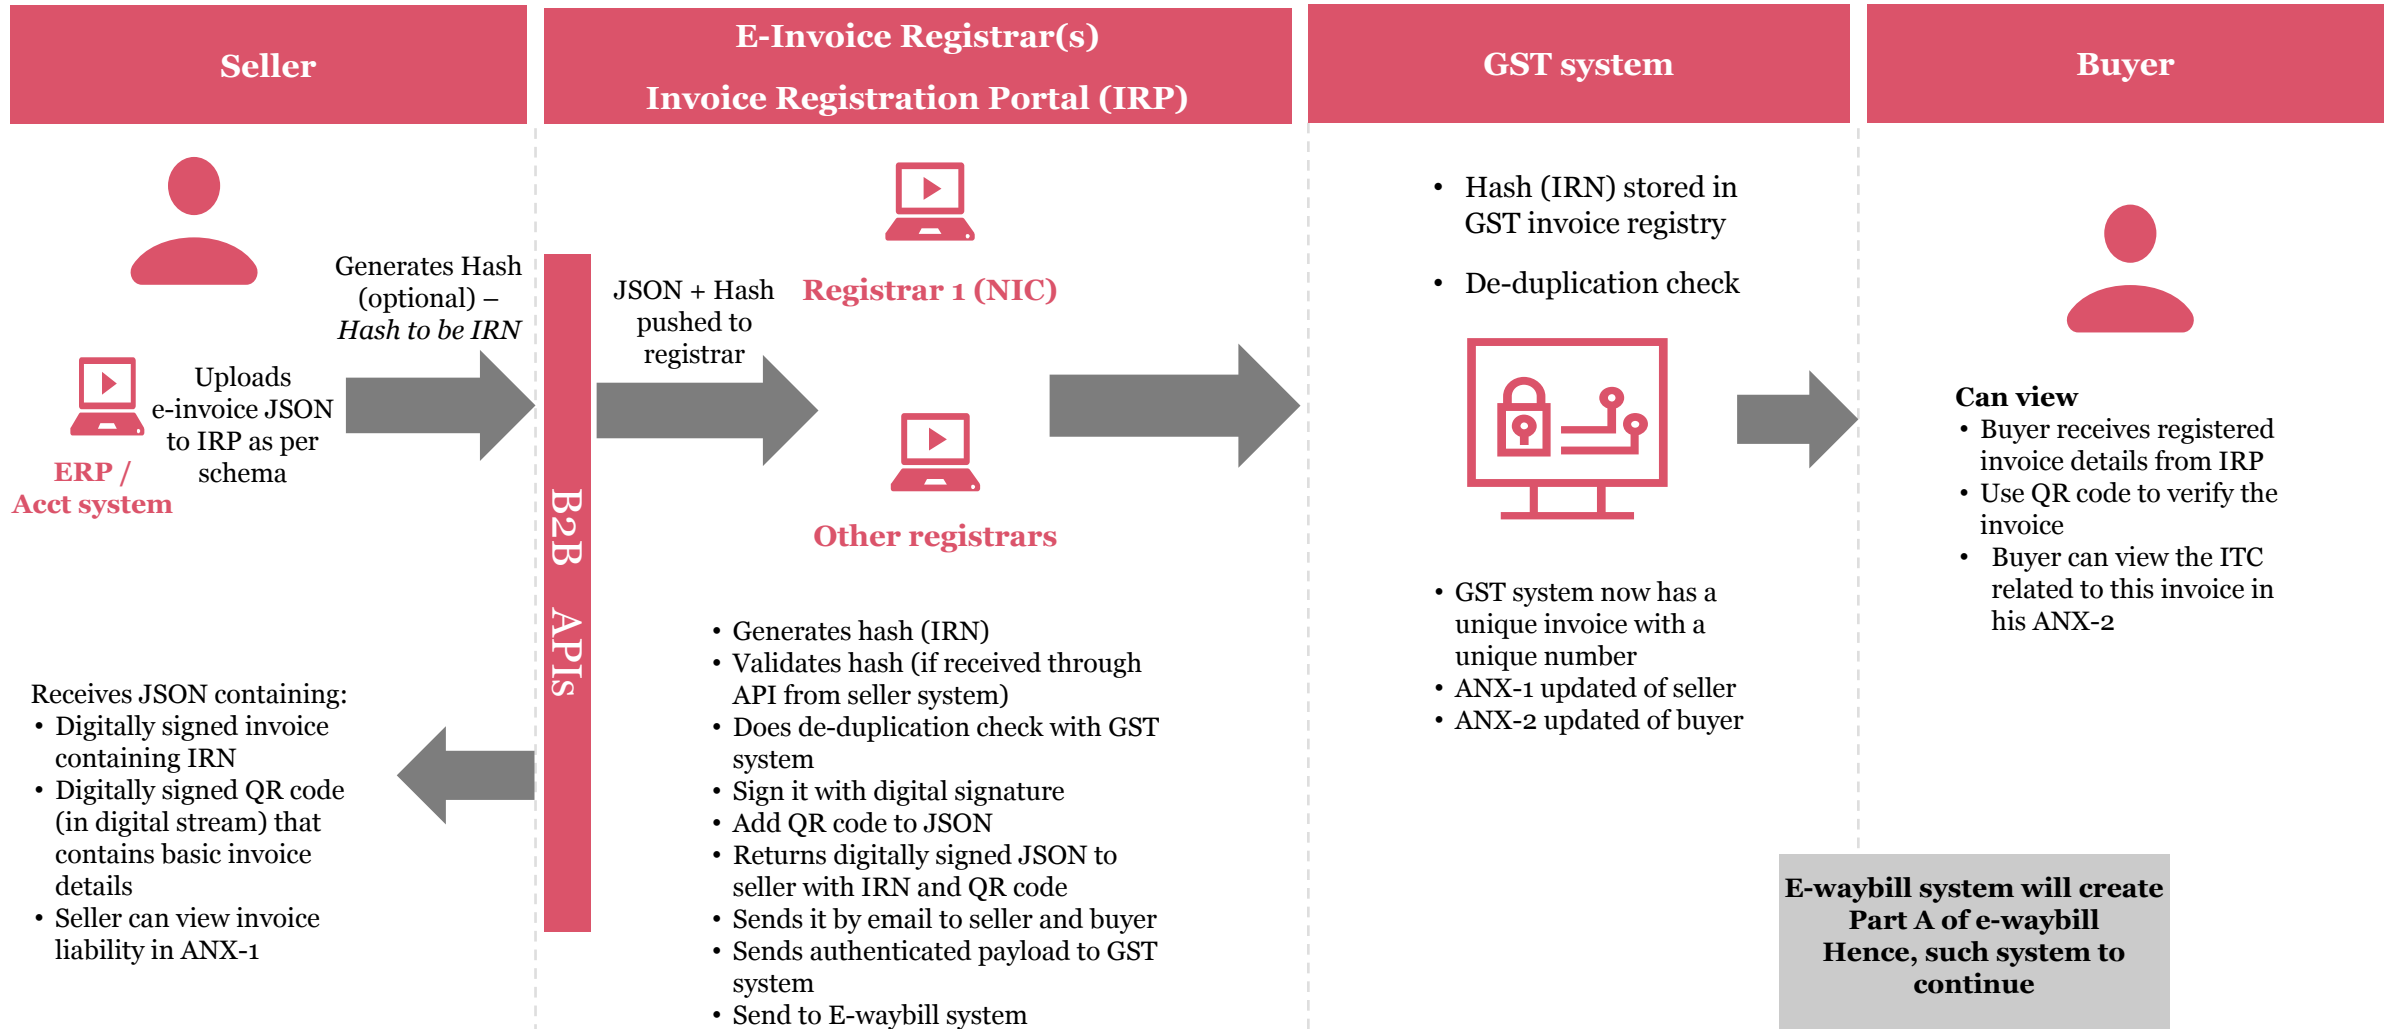 Seller
E-Invoice Registrar(s)
Invoice Registration Portal (IRP)
GST system
Buyer
Generates Hash
(optional) –
Hash to be IRN
Uploads
e-invoice JSON
to IRP as per
schema
ERP /
Acct system
Receives JSON containing:
• Digitally signed invoice
containing IRN
• Digitally signed QR code
(in digital stream) that
contains basic invoice
details
• Seller can view invoice
liability in ANX-1
B2B APIs
JSON + Hash
pushed to
registrar
Registrar 1 (NIC)
Other registrars
• Generates hash (IRN)
• Validates hash (if received through
API from seller system)
• Does de-duplication check with GST
system
• Sign it with digital signature
• Add QR code to JSON
• Returns digitally signed JSON to
seller with IRN and QR code
• Sends it by email to seller and buyer
• Sends authenticated payload to GST
system
• Send to E-waybill system
• Hash (IRN) stored in
GST invoice registry
• De-duplication check
• GST system now has a
unique invoice with a
unique number
• ANX-1 updated of seller
• ANX-2 updated of buyer
Can view
• Buyer receives registered
invoice details from IRP
• Use QR code to verify the
invoice
• Buyer can view the ITC
related to this invoice in
his ANX-2
E-waybill system will create
Part A of e-waybill
Hence, such system to
continue